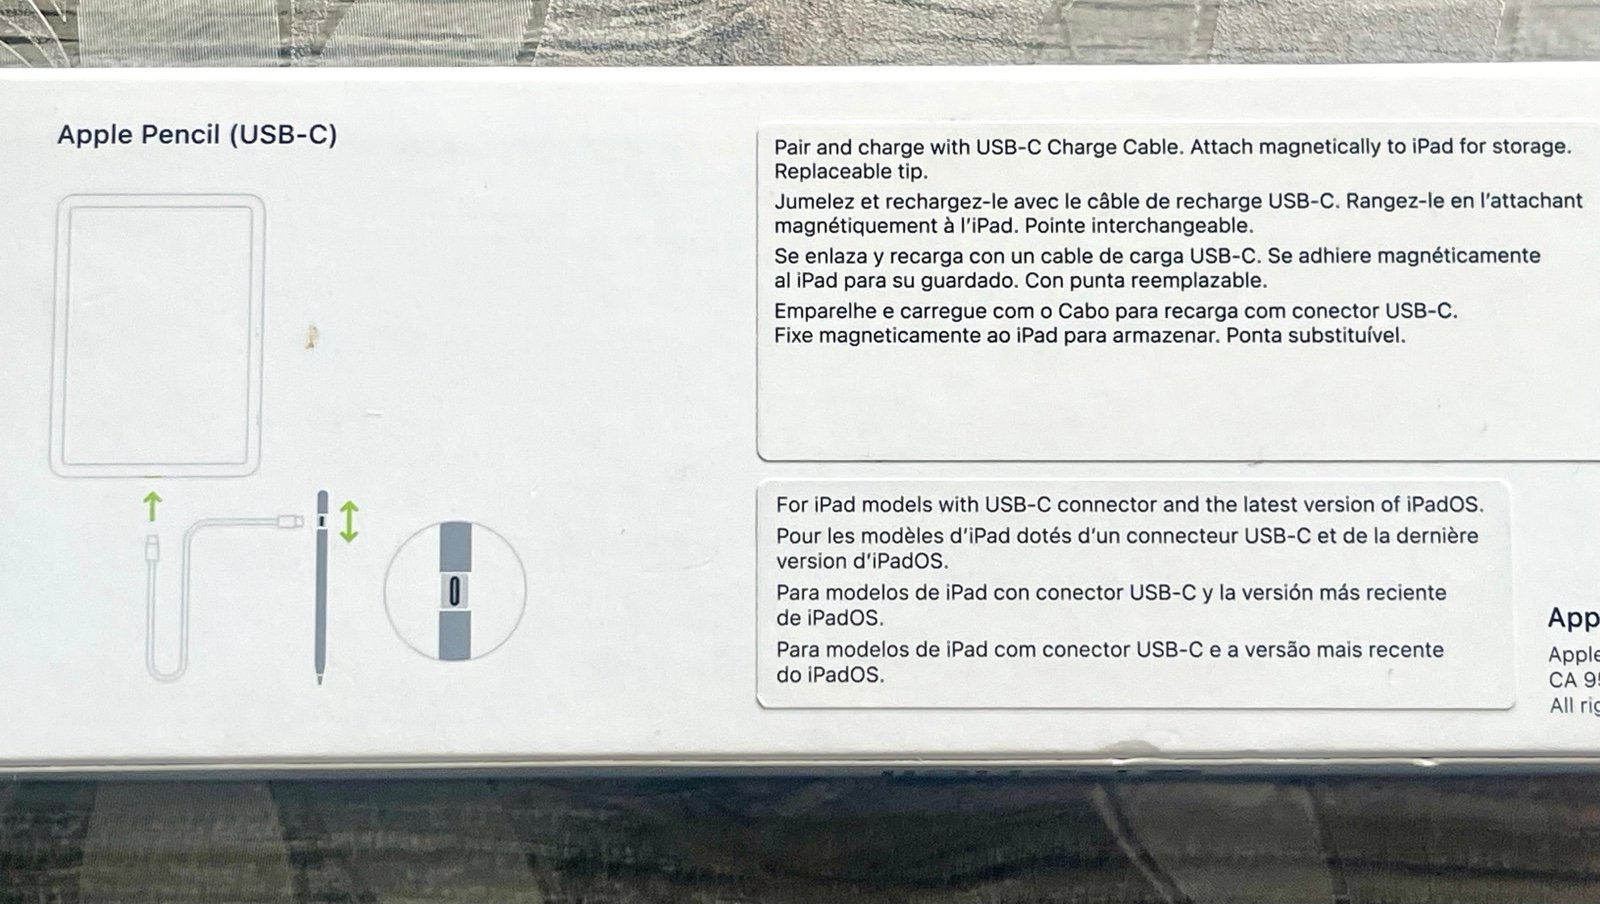 Apple Pencil (USB-C)
Pair and charge with USB-C Charge Cable. Attach magnetically to iPad for storage.
Replaceable tip.
Jumelez et rechargez-le avec le câble de recharge USB-C. Rangez-le en l'attachant
magnétiquement à l'iPad. Pointe interchangeable.
Se enlaza y recarga con un cable de carga USB-C. Se adhiere magnéticamente
al iPad para su guardado. Con punta reemplazable.
Emparelhe e carregue com o Cabo para recarga com conector USB-C.
Fixe magneticamente ao iPad para armazenar. Ponta substituível.
For iPad models with USB-C connector and the latest version of iPadOS.
Pour les modèles d'iPad dotés d'un connecteur USB-C et de la dernière
version d'iPadOS.
Para modelos de iPad con conector USB-C y la versión más reciente
de iPadOS.
Para modelos de iPad com conector USB-C e a versão mais recente
do iPadOS.
App
Apple
CA 95
All rig